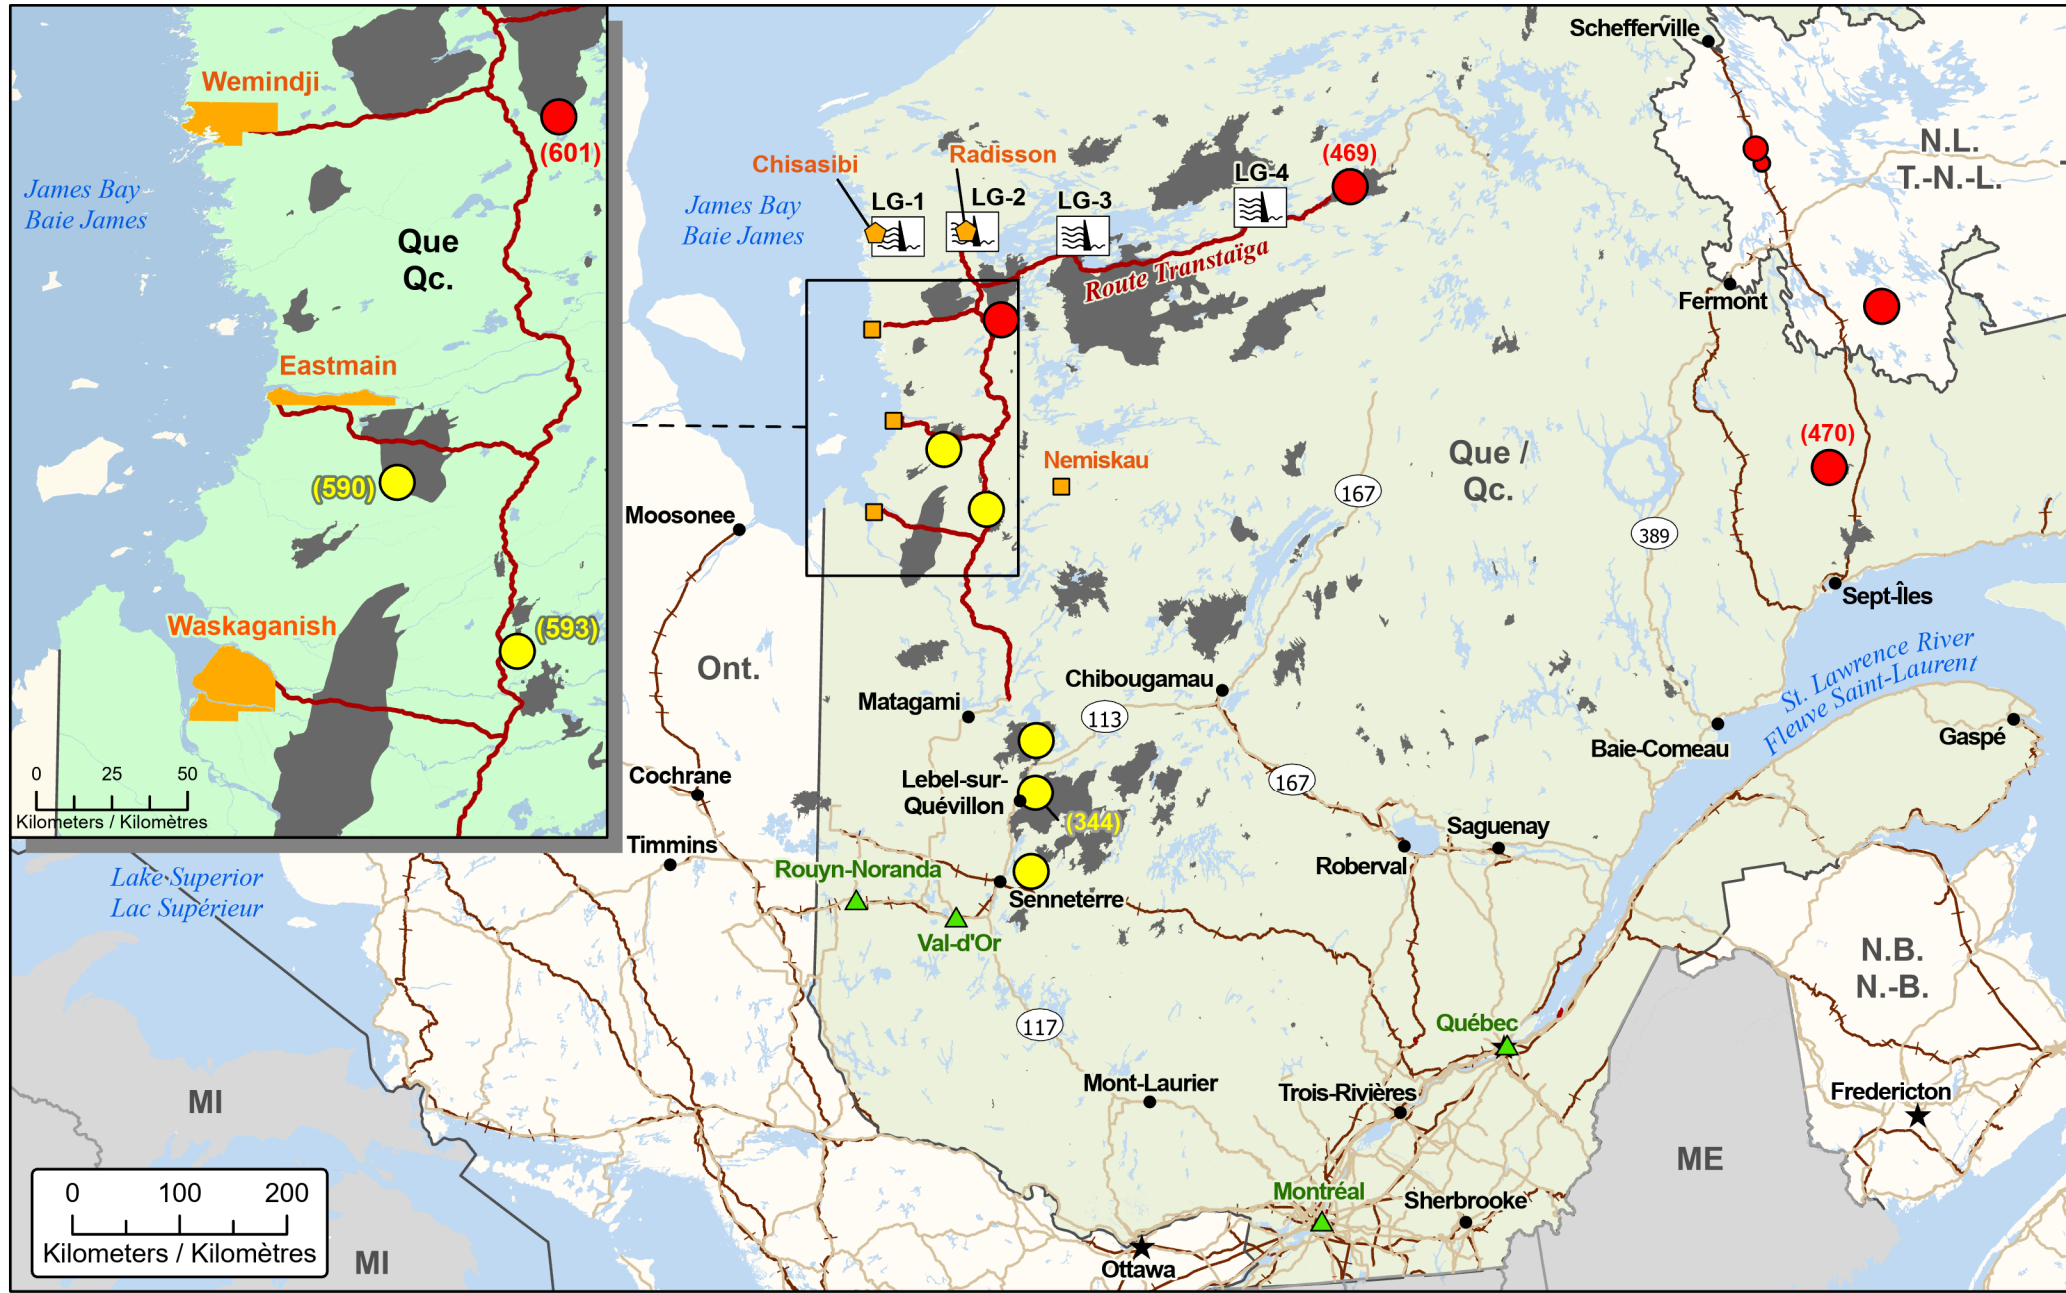 Wemindji
(601)
James Bay
Baie James
Que
Qc.
Eastmain
(590)
(593)
Waskaganish
0 25 50
Kilometers / Kilomètres
Schefferville
N.L.
T.-N.-L.
Chisasibi
Radisson
(469)
LG-1
LG-2
LG-3
LG-4
James Bay
Baie James
Route Transtaïga
Fermont
Nemiskau
Que /
Qc.
(470)
167
389
Moosonee
Sept-Îles
Ont.
St. Lawrence River
Fleuve Saint-Laurent
Matagami
Chibougamau
113
Gaspé
Baie-Comeau
Cochrane
Lebel-sur-
Quévillon
167
(344)
Timmins
Saguenay
Roberval
Rouyn-Noranda
Lake Superior
Lac Supérieur
Senneterre
Val-d'Or
N.B.
N.-B.
117
Québec
MI
Mont-Laurier
Trois-Rivières
Fredericton
ME
Montréal
Sherbrooke
0 100 200
Kilometers / Kilomètres
MI
Ottawa